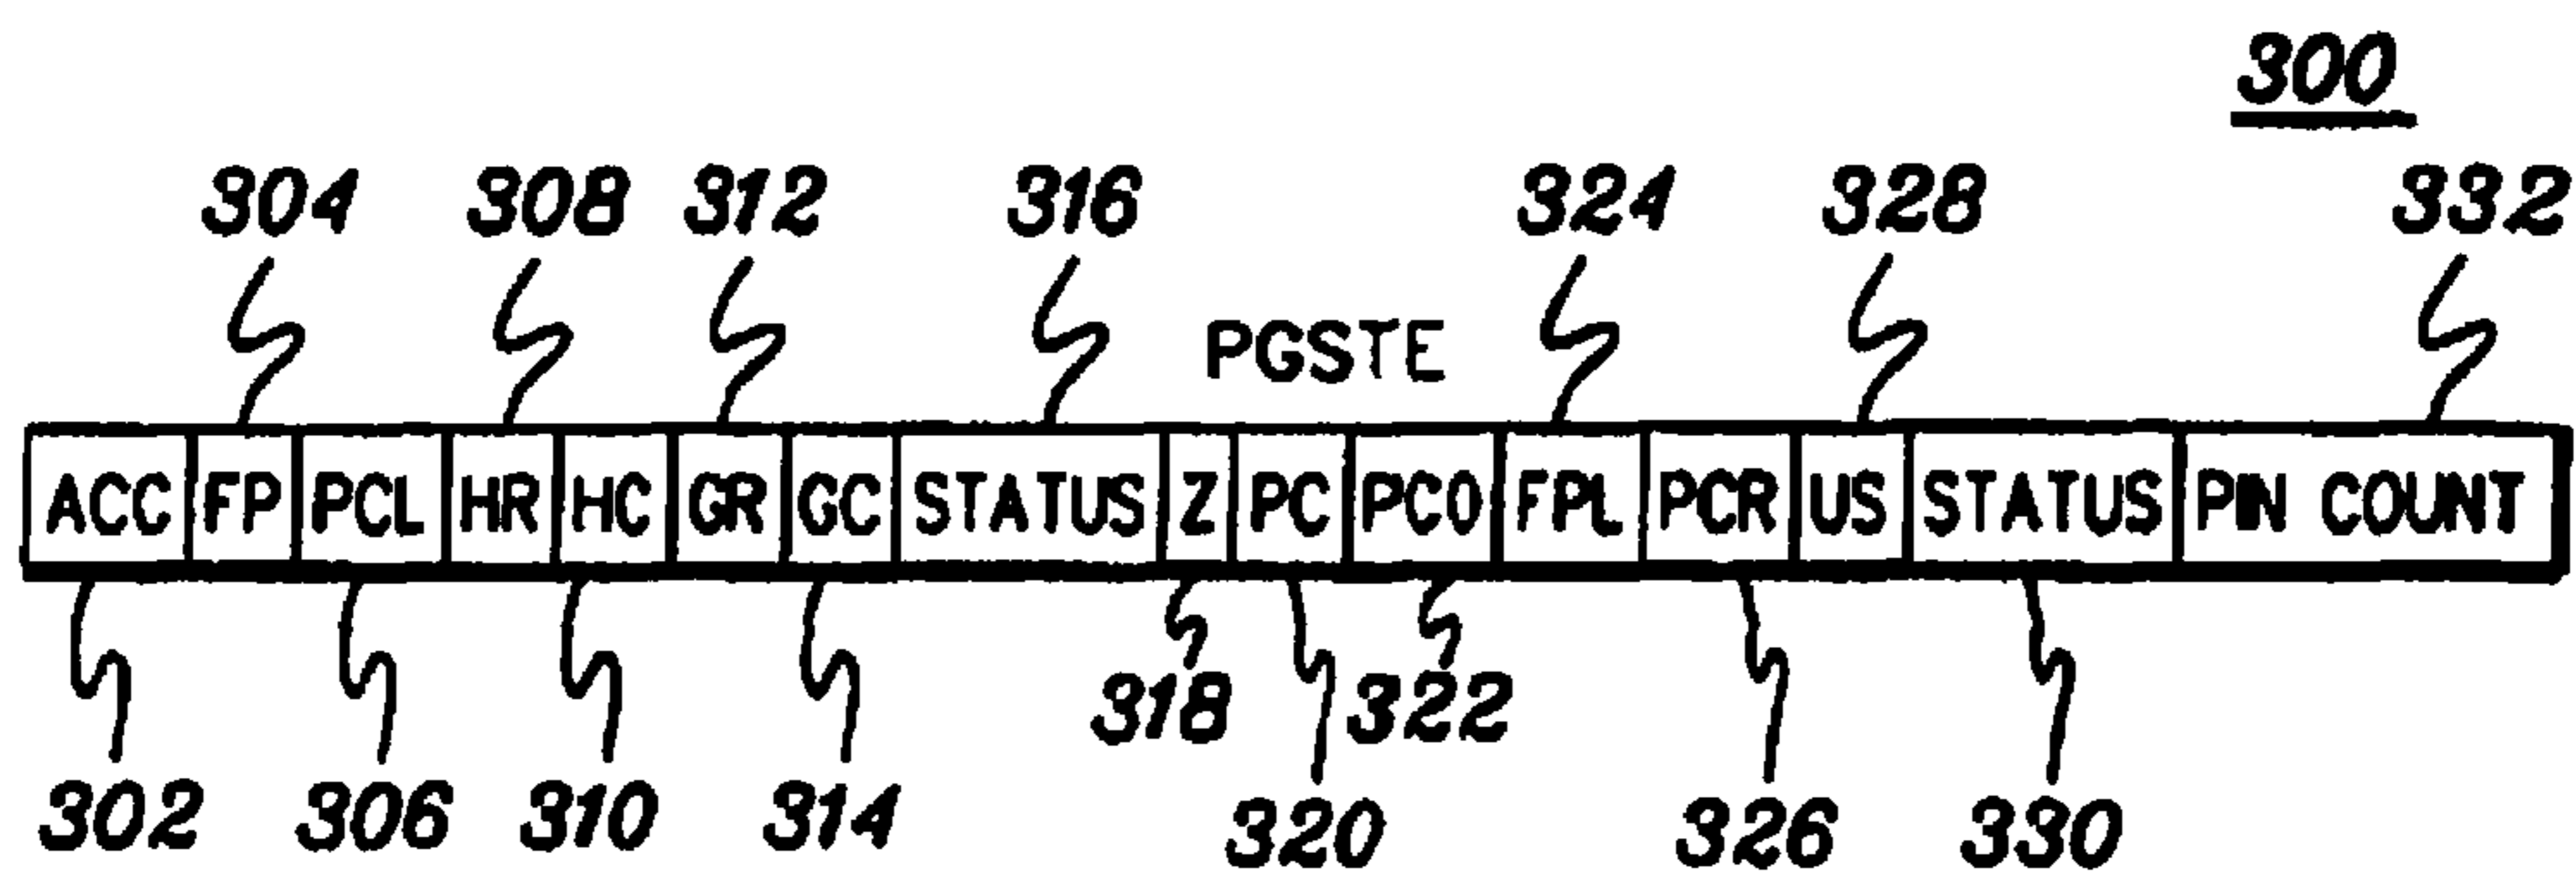 300
304 308 312 316 324 328 332
PGSTE
ACC FP PCL HR HC GR GC STATUS Z PC PCO FPL PCR US STATUS PIN COUNT
318 322
302 306 310 314 320 326 330